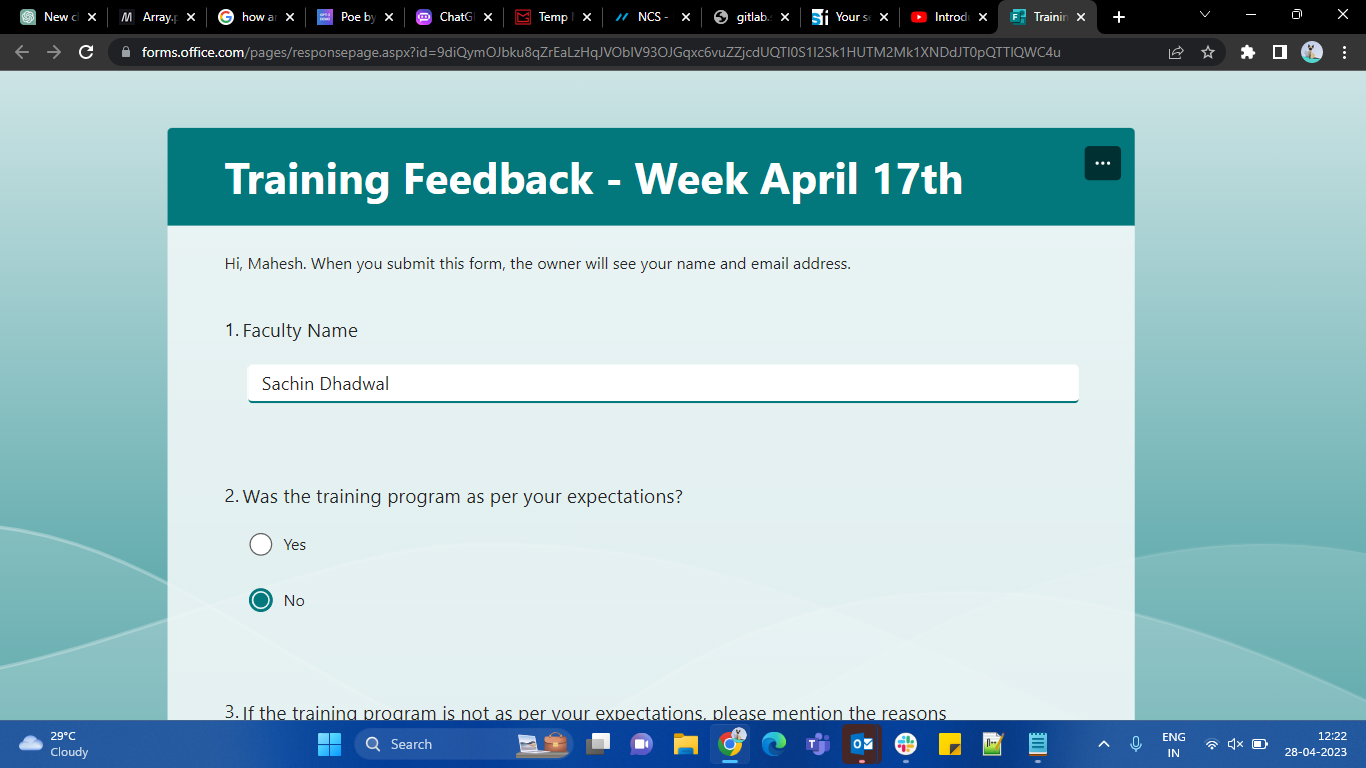 New c
Array.p
how a
Poe by
ChatG
Temp
NCS -
gitlab.
Your s
Introd
Trainin
forms.office.com/pages/responsepage.aspx?id=
Training Feedback - Week April 17th
...
Hi, Mahesh. When you submit this form, the owner will see your name and email address.
1. Faculty Name
Sachin Dhadwal
2. Was the training program as per your expectations?
Yes
No
3. If the training program is not as per your expectations, please mention the reasons
29°C
Cloudy
Search
ENG
IN
12:22
28-04-2023